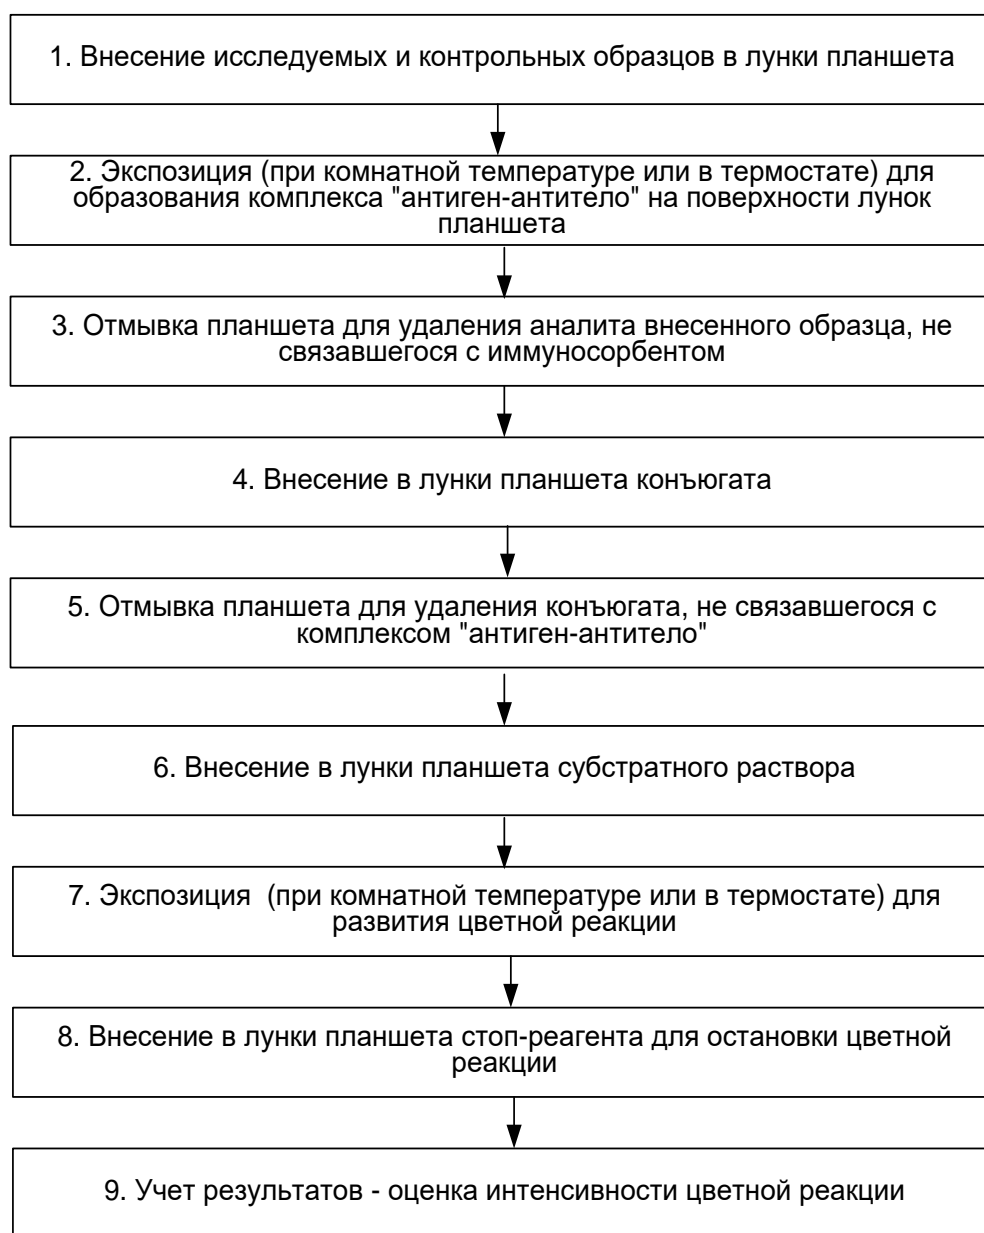 1. Внесение исследуемых и контрольных образцов в лунки планшета
2. Экспозиция (при комнатной температуре или в термостате) для
образования комплекса "антиген-антитело" на поверхности лунок
планшета
3. Отмывка планшета для удаления аналита внесенного образца, не
связавшегося с иммуносорбентом
4. Внесение в лунки планшета конъюгата
5. Отмывка планшета для удаления конъюгата, не связавшегося с
комплексом "антиген-антитело"
6. Внесение в лунки планшета субстратного раствора
7. Экспозиция  (при комнатной температуре или в термостате) для
развития цветной реакции
8. Внесение в лунки планшета стоп-реагента для остановки цветной
реакции
9. Учет результатов - оценка интенсивности цветной реакции